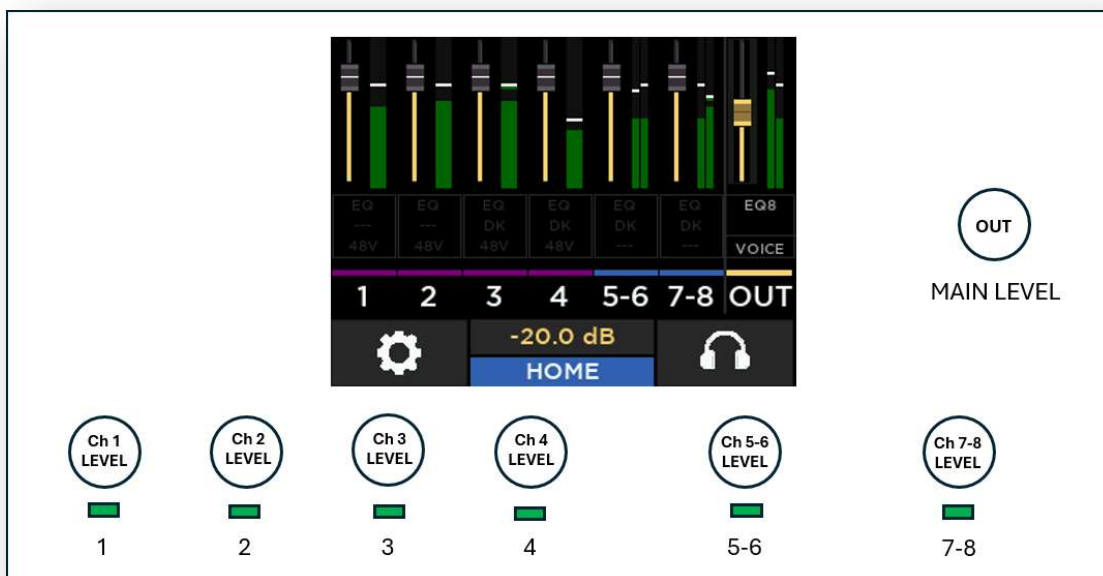 EQ EQ EQ EQ EQ EQ EQ8
--- --- DK DK DK DK
48V 48V 48V 48V --- --- VOICE
1 2 3 4 5-6 7-8 OUT
-20.0 dB
HOME
OUT
MAIN LEVEL
Ch 1 LEVEL
Ch 2 LEVEL
Ch 3 LEVEL
Ch 4 LEVEL
Ch 5-6 LEVEL
Ch 7-8 LEVEL
1 2 3 4 5-6 7-8